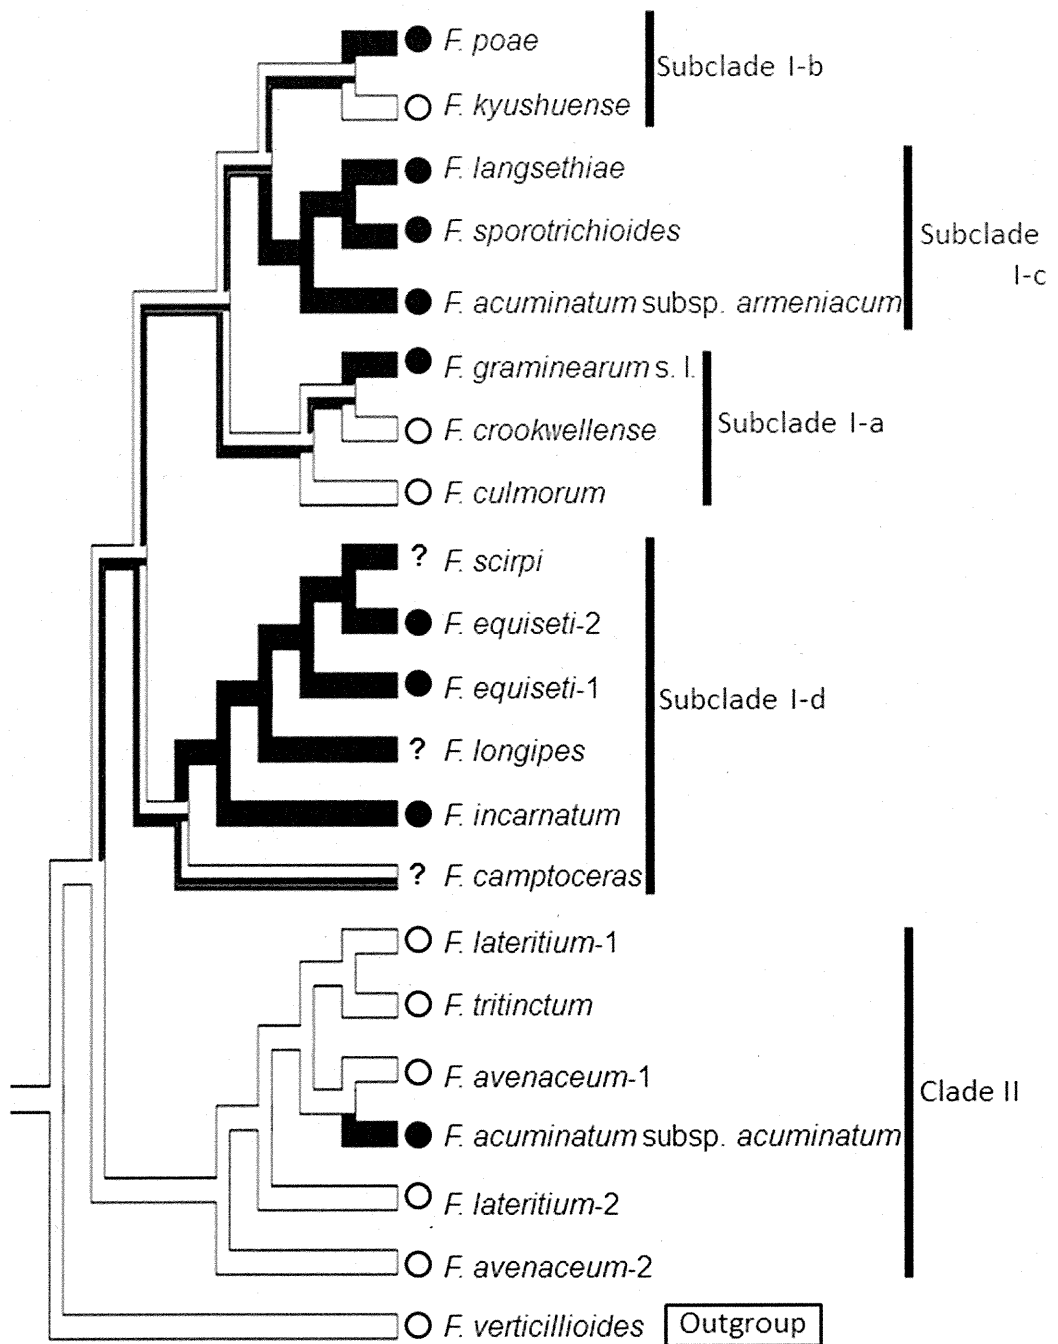 F. poae
Subclade I-b
F. kyushuense
F. langsethiae
F. sporotrichioides
Subclade
I-c
F. acuminatum subsp. armeniacum
F. graminearum s. l.
F. crookwellense
Subclade I-a
F. culmorum
? F. scirpi
F. equiseti-2
F. equiseti-1
Subclade I-d
? F. longipes
F. incarnatum
? F. camptoceras
F. lateritium-1
F. tritinctum
F. avenaceum-1
Clade II
F. acuminatum subsp. acuminatum
F. lateritium-2
F. avenaceum-2
F. verticillioides
Outgroup